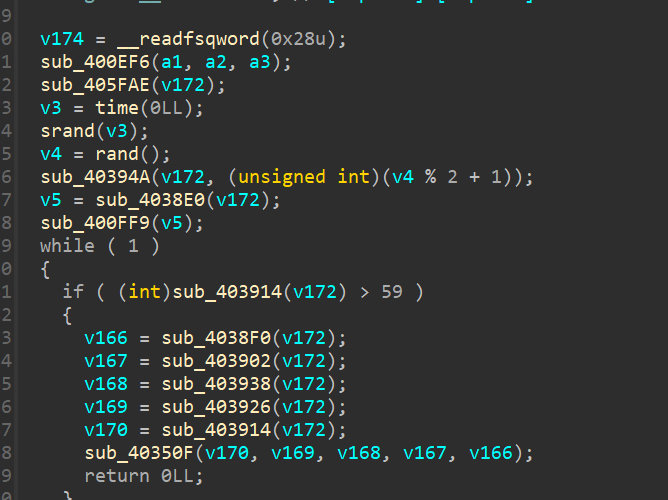 9
0 v174 = __readfsqword(0x28u);
1 sub_400EF6(a1, a2, a3);
2 sub_405FAE(v172);
3 v3 = time(0LL);
4 srand(v3);
5 v4 = rand();
6 sub_40394A(v172, (unsigned int)(v4 % 2 + 1));
7 v5 = sub_4038E0(v172);
8 sub_400FF9(v5);
9 while ( 1 )
0 {
1 if ( (int)sub_403914(v172) > 59 )
2 {
3 v166 = sub_4038F0(v172);
4 v167 = sub_403902(v172);
5 v168 = sub_403938(v172);
6 v169 = sub_403926(v172);
7 v170 = sub_403914(v172);
8 sub_40350F(v170, v169, v168, v167, v166);
9 return 0LL;
0 }